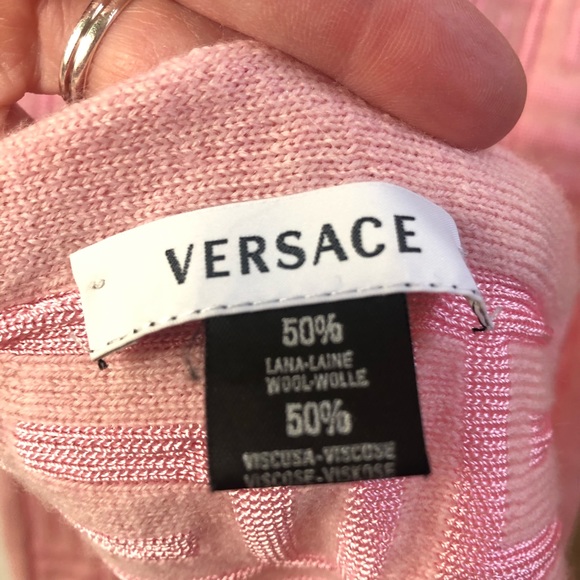 VERSACE
50%
LANA-LAINE
WOOL-WOLLE
50%
VISCOSA-VISCOSE
VISCOSE-VISKOSE